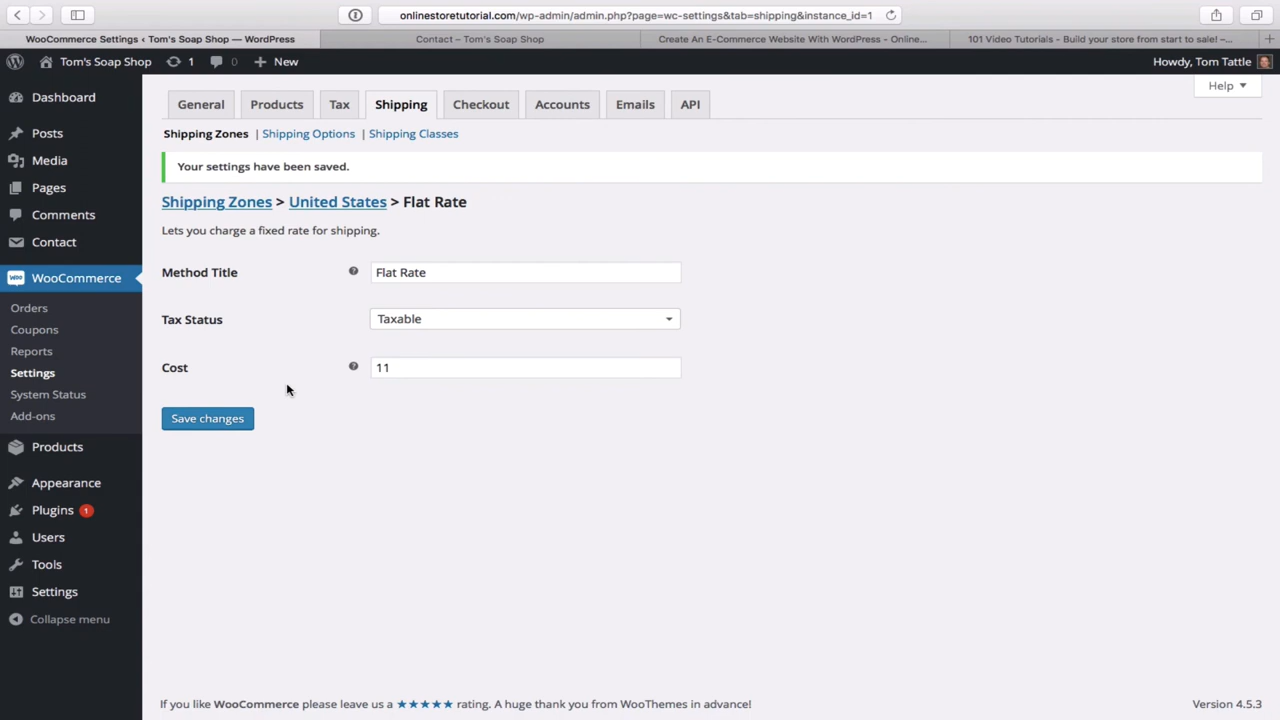 onlinestoretutorial.com/wp-admin/admin.php?page=wc-settings&tab=shipping&instance_id=1
WooCommerce Settings ‹ Tom's Soap Shop — WordPress
Contact – Tom's Soap Shop
Create An E-Commerce Website With WordPress - Online...
101 Video Tutorials - Build your store from start to sale! –...
Tom's Soap Shop 1 0 New
Howdy, Tom Tattle
Help
Dashboard
Posts
Media
Pages
Comments
Contact
WooCommerce
Orders
Coupons
Reports
Settings
System Status
Add-ons
Products
Appearance
Plugins 1
Users
Tools
Settings
Collapse menu
General Products Tax Shipping Checkout Accounts Emails API
Shipping Zones | Shipping Options | Shipping Classes
Your settings have been saved.
Shipping Zones > United States > Flat Rate
Lets you charge a fixed rate for shipping.
Method Title Flat Rate
Tax Status Taxable
Cost 11
Save changes
If you like WooCommerce please leave us a ★★★★★ rating. A huge thank you from WooThemes in advance!
Version 4.5.3